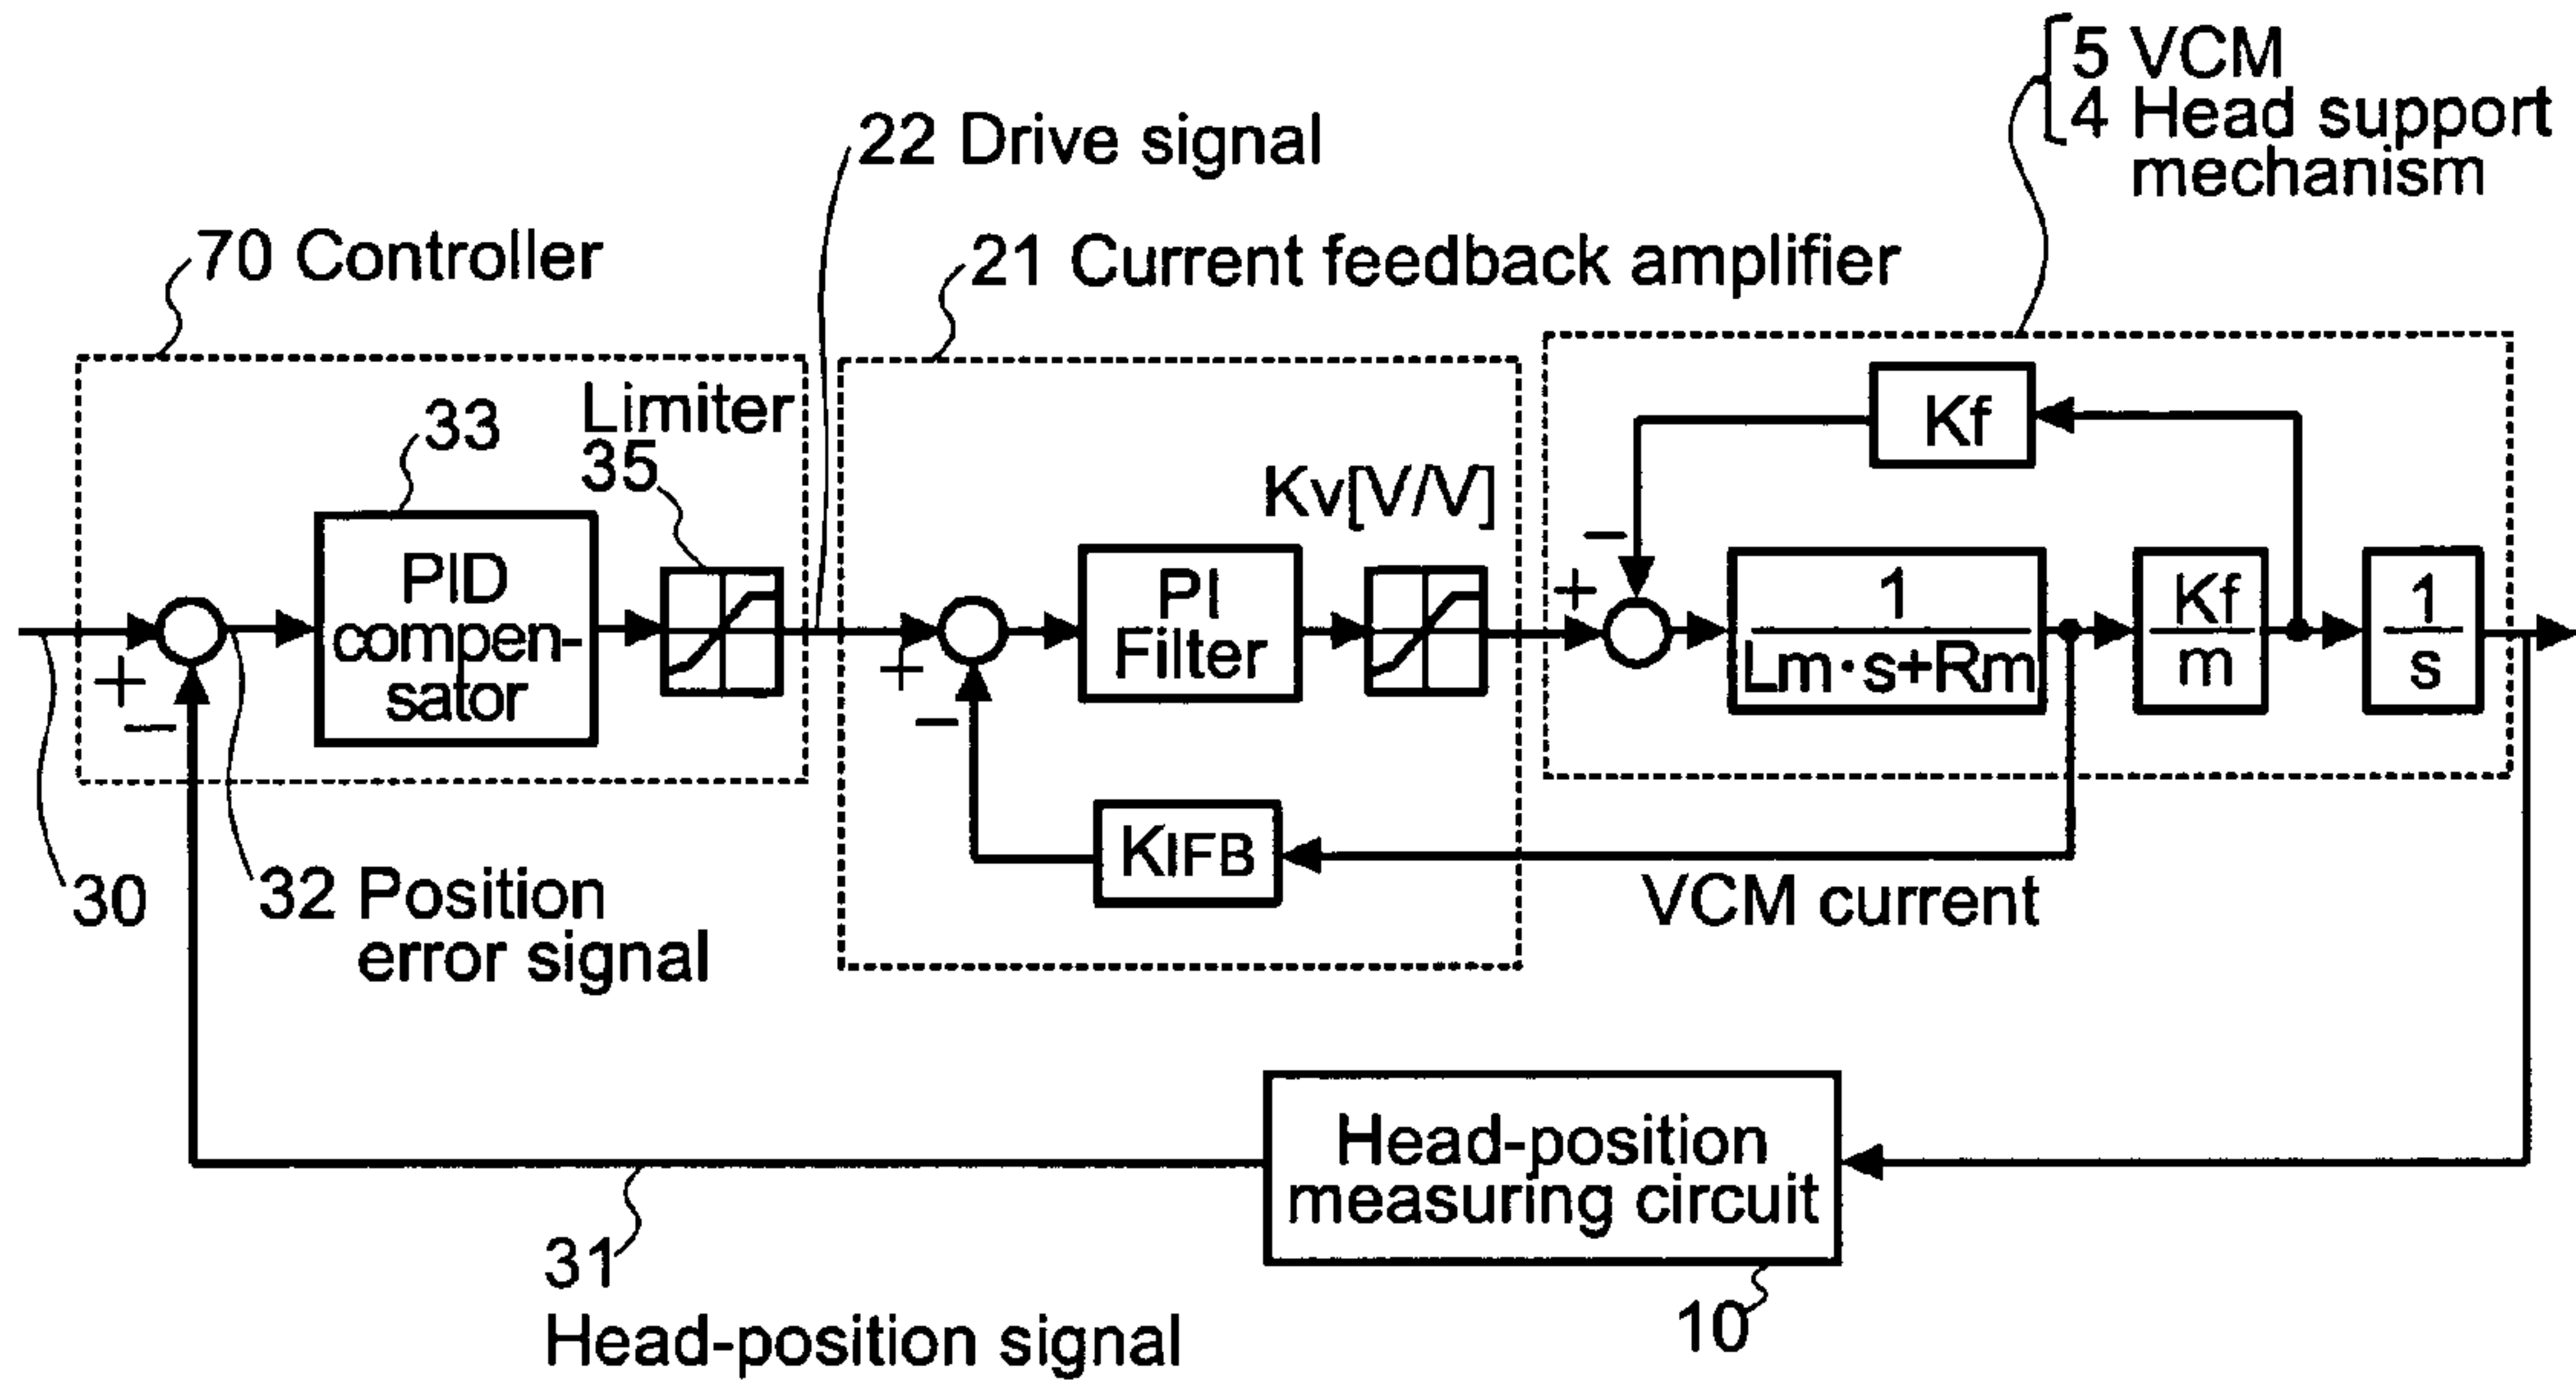 5 VCM
4 Head support
mechanism
22 Drive signal
70 Controller
21 Current feedback amplifier
Limiter
35
33
Kf
Kv[V/V]
PID
compen-
sator
PI
Filter
1
Lm·s+Rm
Kf
m
1
s
+
−
+
−
+
−
KIFB
VCM current
30
32 Position
error signal
Head-position
measuring circuit
31
Head-position signal
10